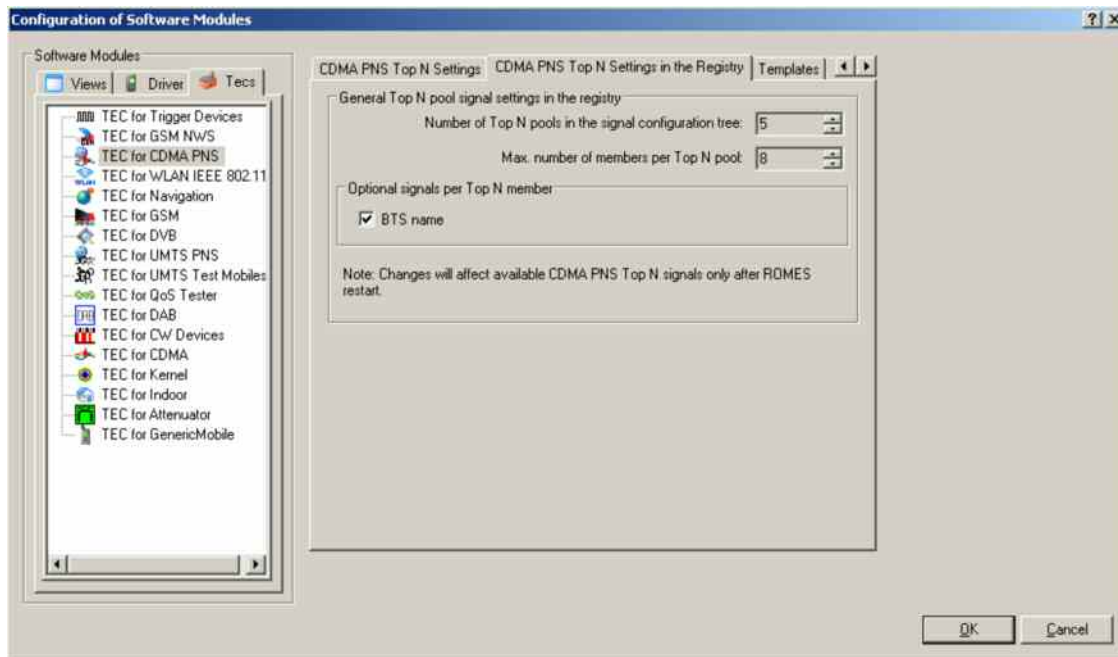 Configuration of Software Modules
Software Modules
Views
Driver
Tecs
TEC for Trigger Devices
TEC for GSM NWS
TEC for CDMA PNS
TEC for WLAN IEEE 802.11
TEC for Navigation
TEC for GSM
TEC for DVB
TEC for UMTS PNS
TEC for UMTS Test Mobiles
TEC for QoS Tester
TEC for DAB
TEC for CW Devices
TEC for CDMA
TEC for Kernel
TEC for Indoor
TEC for Attenuator
TEC for GenericMobile
CDMA PNS Top N Settings
CDMA PNS Top N Settings in the Registry
Templates
General Top N pool signal settings in the registry
Number of Top N pools in the signal configuration tree: 5
Max. number of members per Top N pool: 8
Optional signals per Top N member
BTS name
Note: Changes will affect available CDMA PNS Top N signals only after ROMES
restart.
OK
Cancel